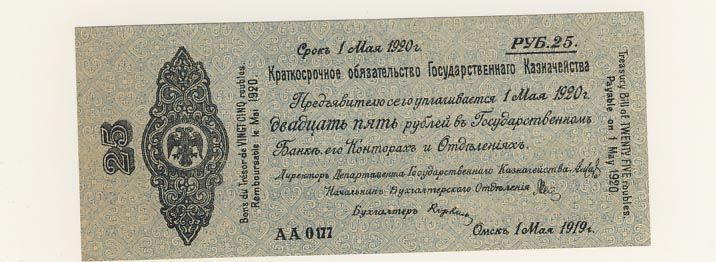 Срокъ 1 Мая 1920г.
РУБ.25.
Краткосрочное обязательство Государственнаго Казначейства
Предъявителю сего уплачивается 1 Мая 1920г.
двадцать пять рублей въ Государственномъ
Банкѣ, его Конторахъ и Отдѣленіяхъ.
Директоръ Департамента Государственнаго Казначейства.
Начальникъ Бухгалтерскаго Отдѣленія
Бухгалтеръ
АА 0177
Омскъ 1 Мая 1919г.
25
Bons du Trésor de VINGT CINQ roubles.
Remboursable le 1 Mai 1920.
Treasury Bill of TWENTY FIVE roubles.
Payable on 1 May 1920